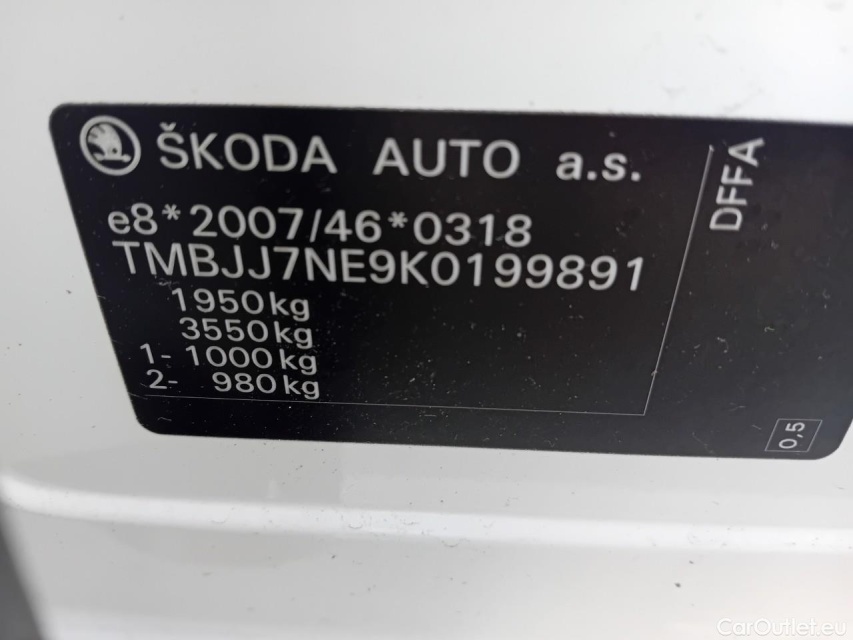 ŠKODA AUTO a.s.
e8*2007/46*0318
TMBJJ7NE9K0199891
1950kg
3550kg
1- 1000kg
2- 980kg
DFFA
0,5
CarOutlet.eu